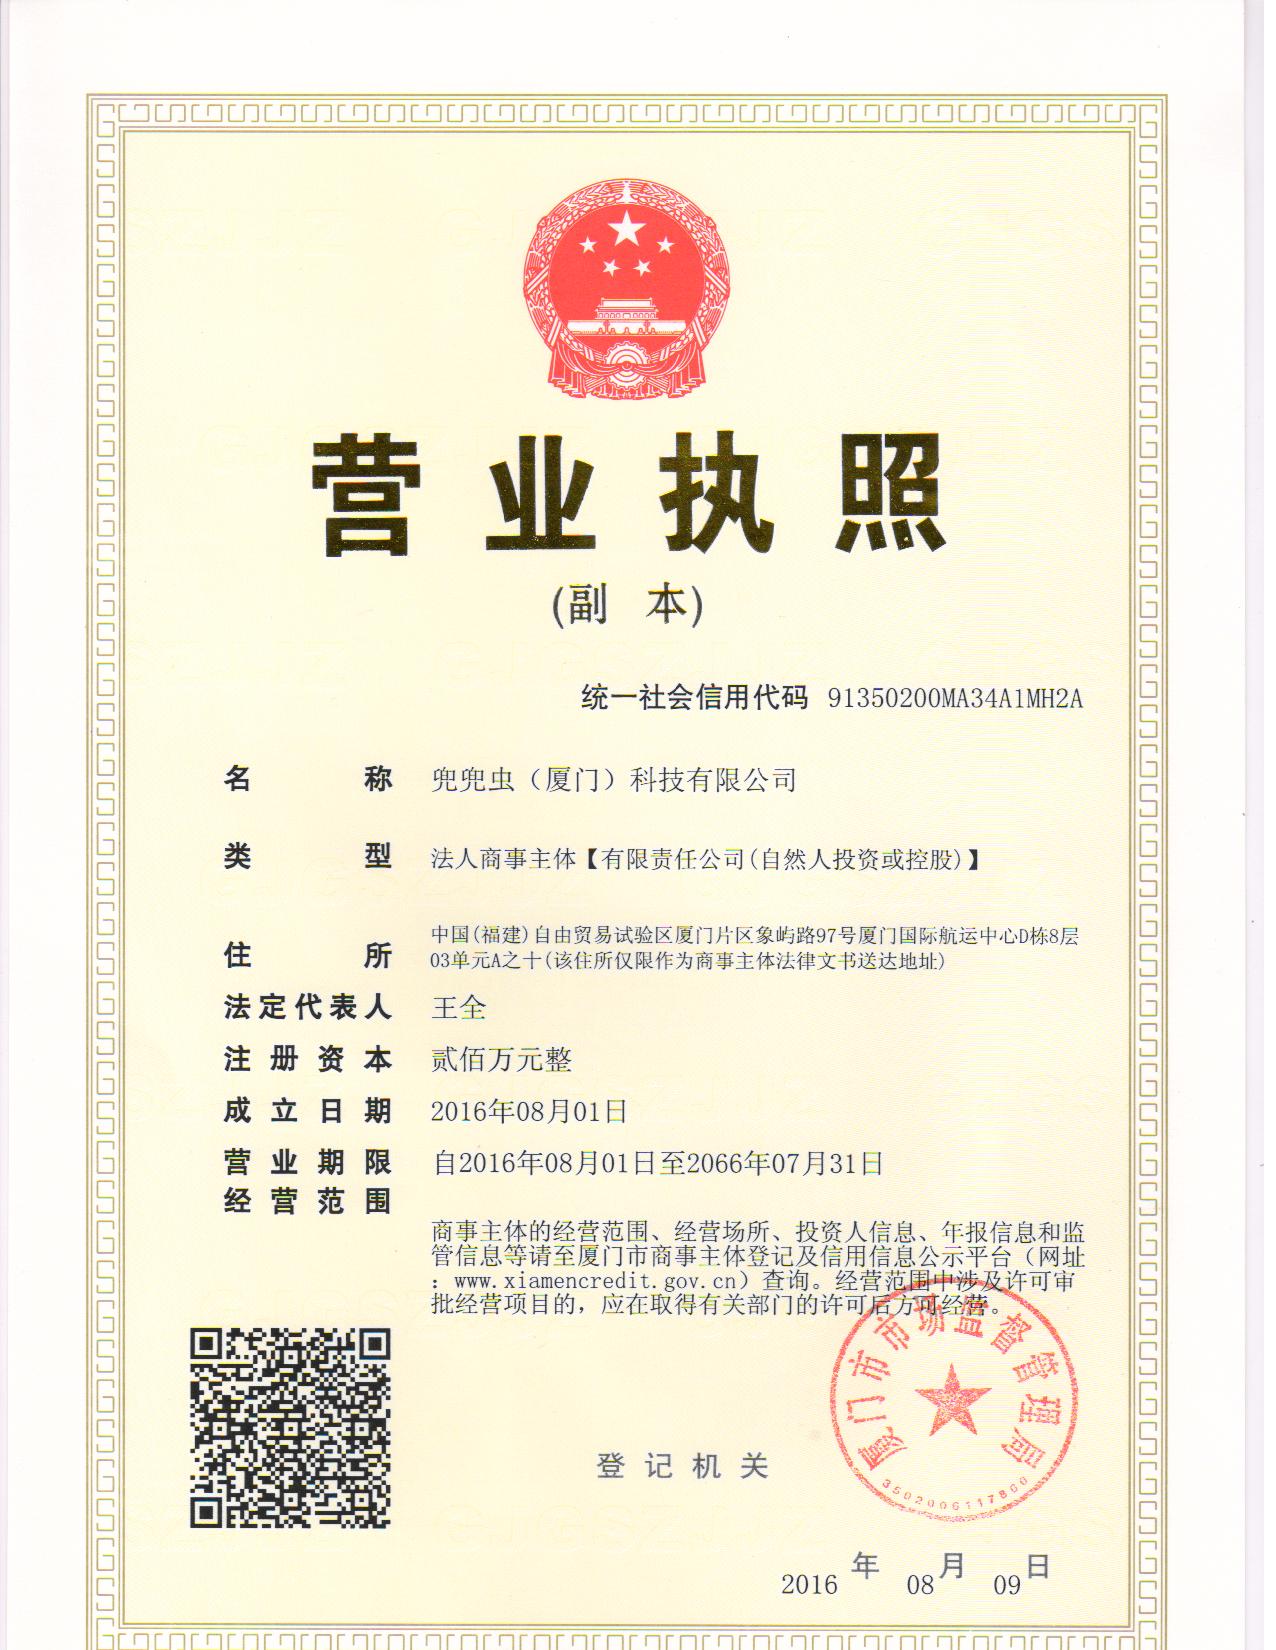 营业执照
(副 本)
统一社会信用代码 91350200MA34A1MH2A
名称 兜兜虫（厦门）科技有限公司
类型 法人商事主体【有限责任公司(自然人投资或控股)】
住所 中国(福建)自由贸易试验区厦门片区象屿路97号厦门国际航运中心D栋8层
03单元A之十(该住所仅限作为商事主体法律文书送达地址)
法定代表人 王全
注册资本 贰佰万元整
成立日期 2016年08月01日
营业期限 自2016年08月01日至2066年07月31日
经营范围
商事主体的经营范围、经营场所、投资人信息、年报信息和监
管信息等请至厦门市商事主体登记及信用信息公示平台（网址
：www.xiamencredit.gov.cn）查询。经营范围中涉及许可审
批经营项目的，应在取得有关部门的许可后方可经营。
厦门市市场监督管理局
3502006117800
登记机关
2016年08月09日